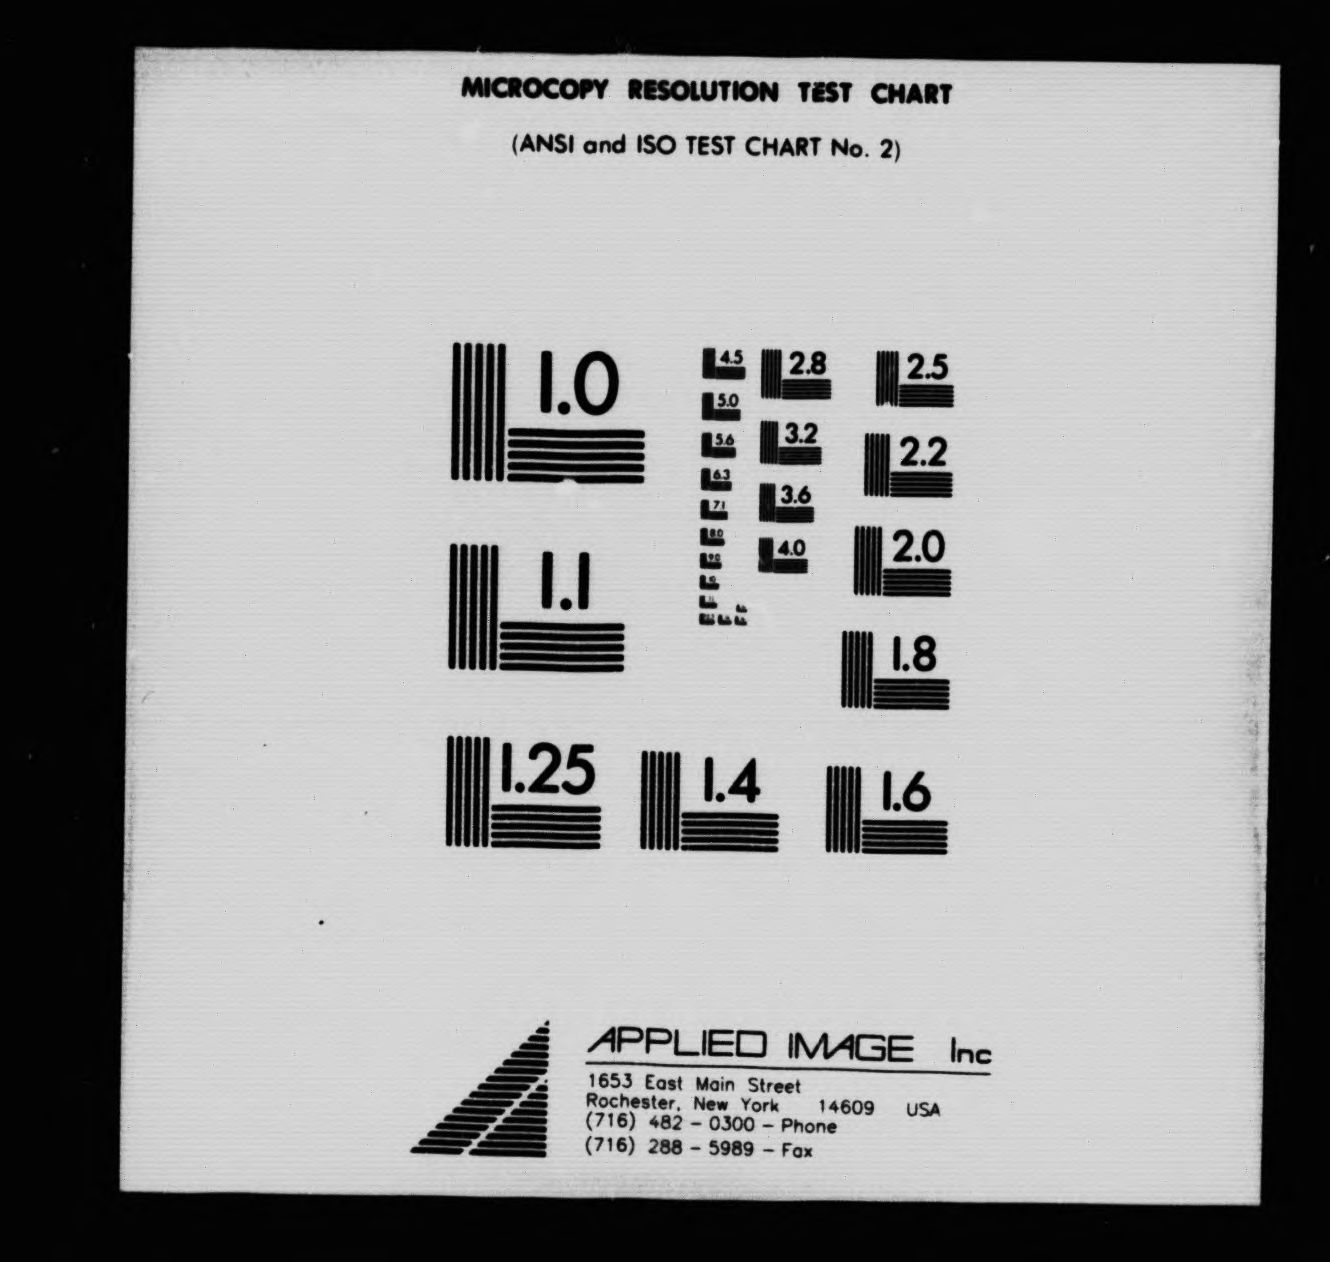 MICROCOPY RESOLUTION TEST CHART
(ANSI and ISO TEST CHART No. 2)
1.0
1.1
1.25
1.4
1.6
1.8
2.0
2.2
2.5
2.8
3.2
3.6
4.0
4.5
5.0
5.6
6.3
7.1
8.0
APPLIED IMAGE Inc
1653 East Main Street
Rochester, New York 14609 USA
(716) 482 - 0300 - Phone
(716) 288 - 5989 - Fax